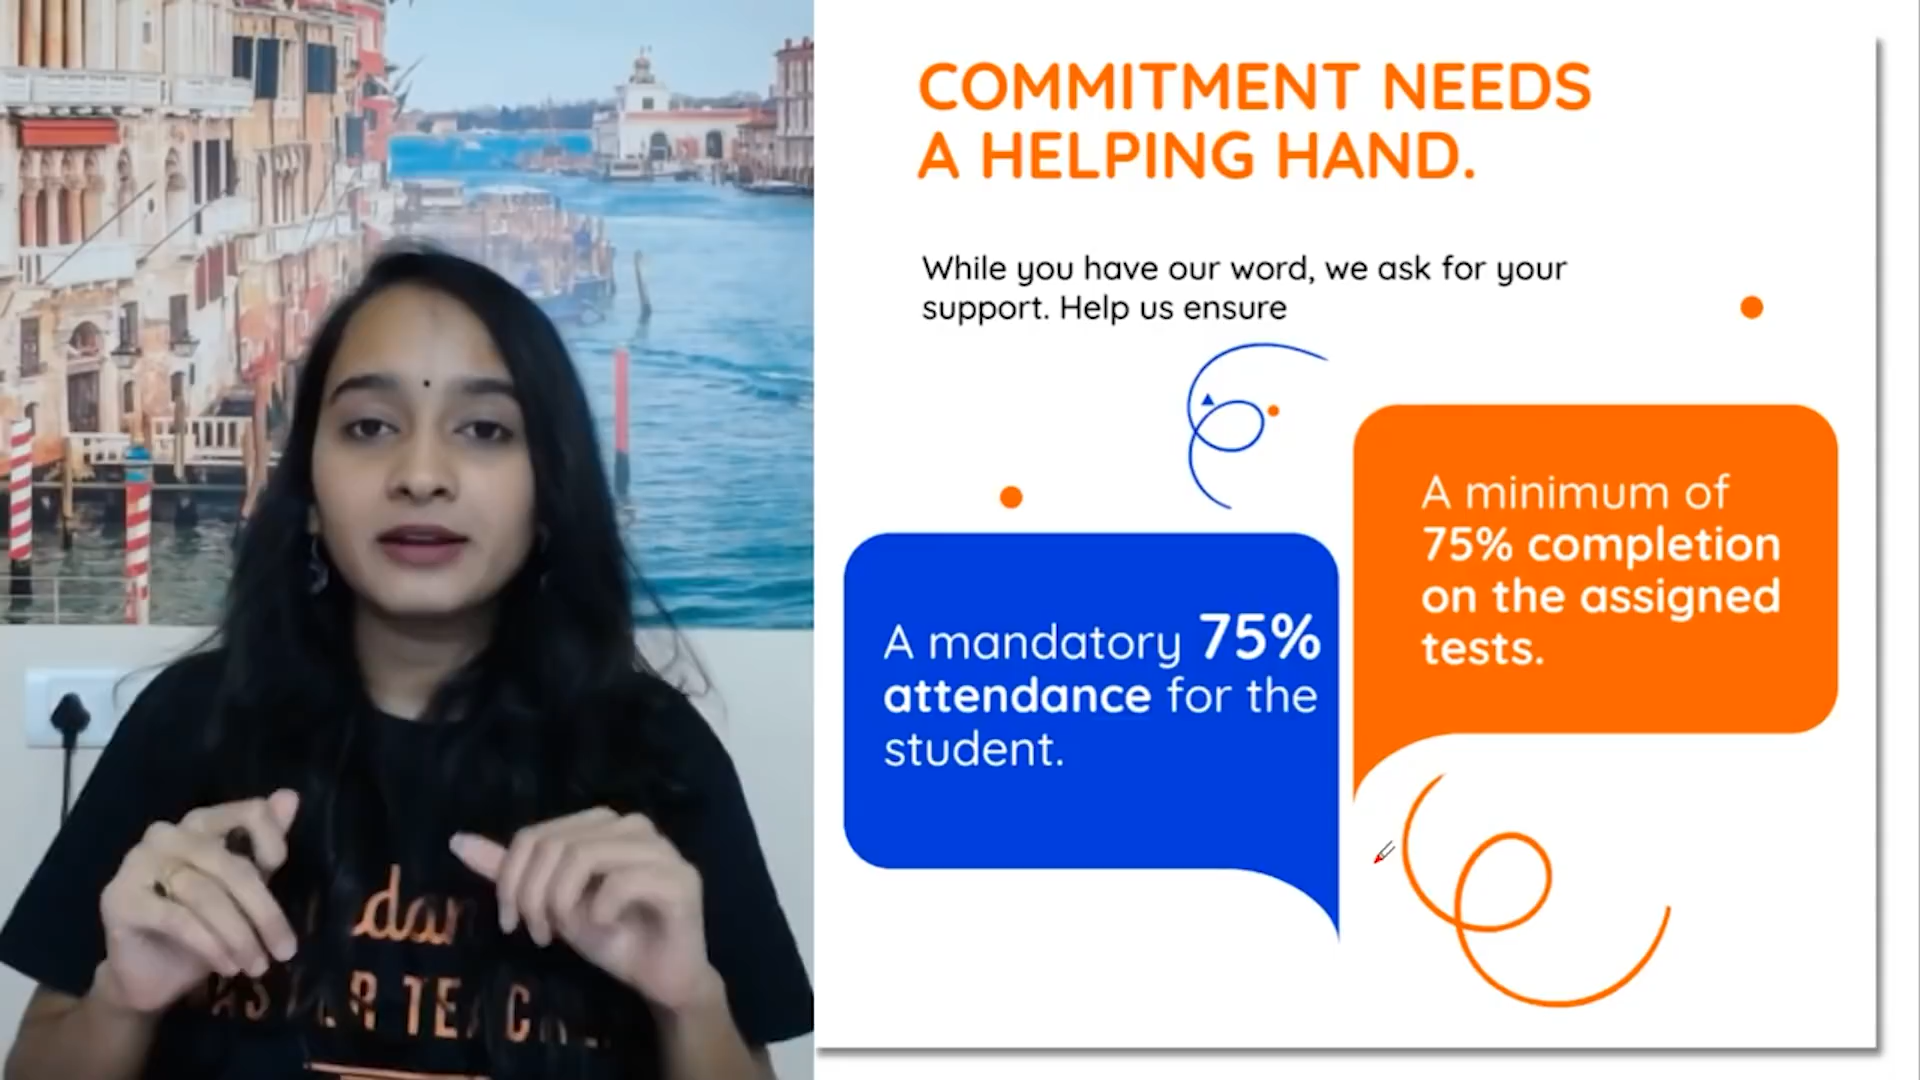 COMMITMENT NEEDS
A HELPING HAND.
While you have our word, we ask for your
support. Help us ensure
A minimum of
75% completion
on the assigned
tests.
A mandatory 75%
attendance for the
student.